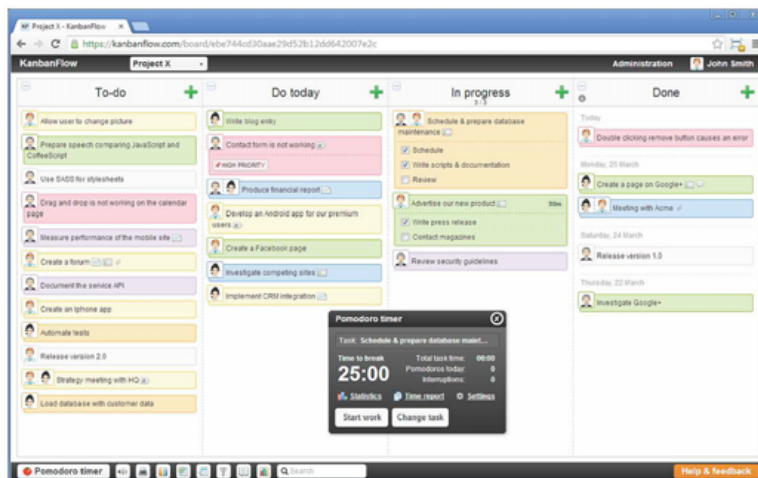 Project X - KanbanFlow
https://kanbanflow.com/board/ebe744cd30aae29d52b12dd642007e2c
KanbanFlow
Project X
Administration
John Smith
To-do
Allow user to change picture
Prepare speech comparing JavaScript and
CoffeeScript
Use SASS for stylesheets
Drag and drop is not working on the calendar
page
Measure performance of the mobile site
Create a forum
Document the service API
Create an Iphone app
Automate tests
Release version 2.0
Strategy meeting with HQ
Load database with customer data
Do today
Write blog entry
Contact form is not working
HIGH PRIORITY
Produce financial report
Develop an Android app for our premium
users
Create a Facebook page
Investigate competing sites
Implement CRM integration
In progress
3 / 3
Schedule & prepare database
maintenance
Schedule
Write scripts & documentation
Review
Advertise our new product
50m
Write press release
Contact magazines
Review security guidelines
Done
Today
Double clicking remove button causes an error
Monday, 25 March
Create a page on Google+
Meeting with Acme
Saturday, 24 March
Release version 1.0
Thursday, 22 March
Investigate Google+
Pomodoro timer
Task: Schedule & prepare database maint...
Time to break
25:00
Total task time: 00:00
Pomodoros today: 0
Interruptions: 0
Statistics
Time report
Settings
Start work
Change task
Pomodoro timer
Search
Help & feedback